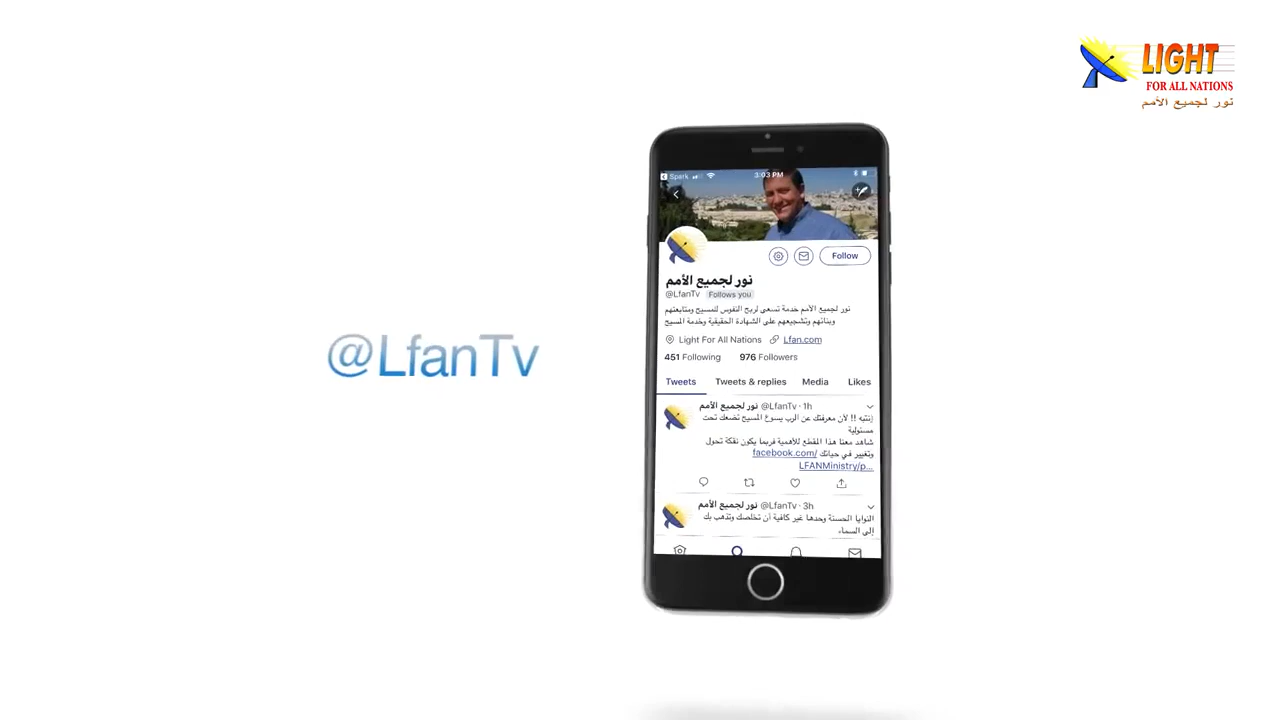 LIGHT
FOR ALL NATIONS
نور لجميع الأمم
@LfanTv
Spark
3:03 PM
Follow
نور لجميع الأمم
@LfanTv Follows you
نور لجميع الأمم خدمة تسعى لربح النفوس للمسيح ومتابعتهم
وبنائهم وتشجيعهم على الشهادة الحقيقية وخدمة المسيح
Light For All Nations Lfan.com
451 Following 976 Followers
Tweets Tweets & replies Media Likes
نور لجميع الأمم @LfanTv · 1h
إنتبه !! لأن معرفتك عن الرب يسوع المسيح تضعك تحت
مسئولية
شاهد معنا هذا المقطع للأهمية فربما يكون نقطة تحول
وتغيير في حياتك facebook.com/
LFANMinistry/p...
نور لجميع الأمم @LfanTv · 3h
النوايا الحسنة وحدها غير كافية أن تخلصك وتذهب بك
إلى السماء